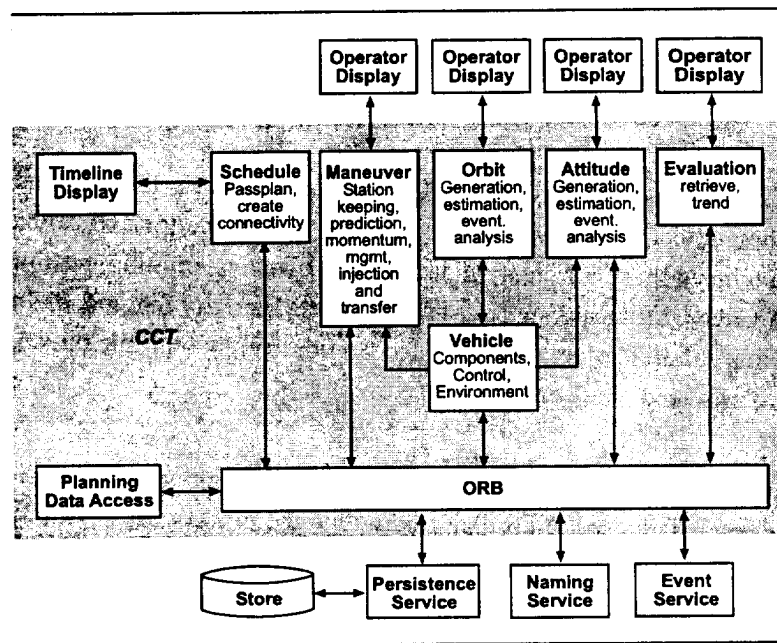 Operator
Display
Operator
Display
Operator
Display
Operator
Display
Timeline
Display
Schedule
Passplan,
create
connectivity
Maneuver
Station
keeping,
prediction,
momentum,
mgmt,
injection
and
transfer
Orbit
Generation,
estimation,
event.
analysis
Attitude
Generation,
estimation,
event.
analysis
Evaluation
retrieve,
trend
CCT
Vehicle
Components,
Control,
Environment
Planning
Data Access
ORB
Store
Persistence
Service
Naming
Service
Event
Service